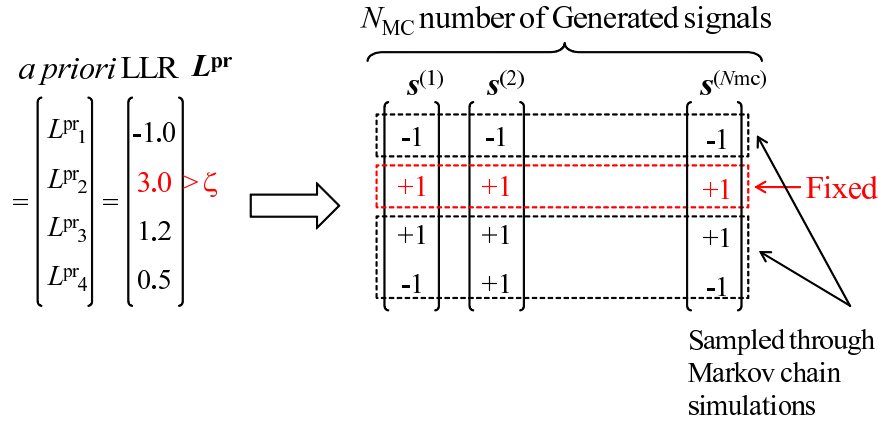 N_MC number of Generated signals
a priori LLR L^pr
s^(1) s^(2) s^(Nmc)
L^pr_1 -1.0 -1 -1 -1
L^pr_2 3.0 > ζ +1 +1 +1 Fixed
= =
L^pr_3 1.2 +1 +1 +1
L^pr_4 0.5 -1 +1 -1
Sampled through
Markov chain
simulations